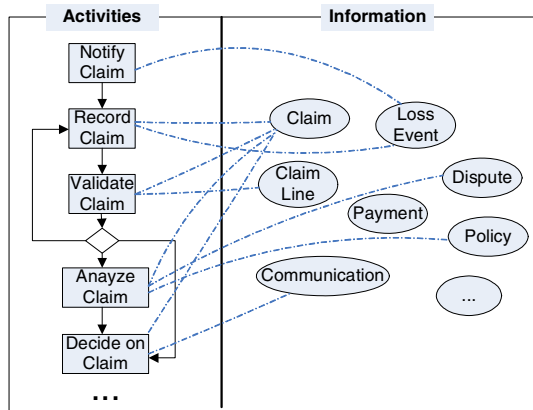 Activities
Information
Notify
Claim
Record
Claim
Validate
Claim
Anayze
Claim
Decide on
Claim
...
Claim
Loss
Event
Claim
Line
Dispute
Payment
Policy
Communication
...